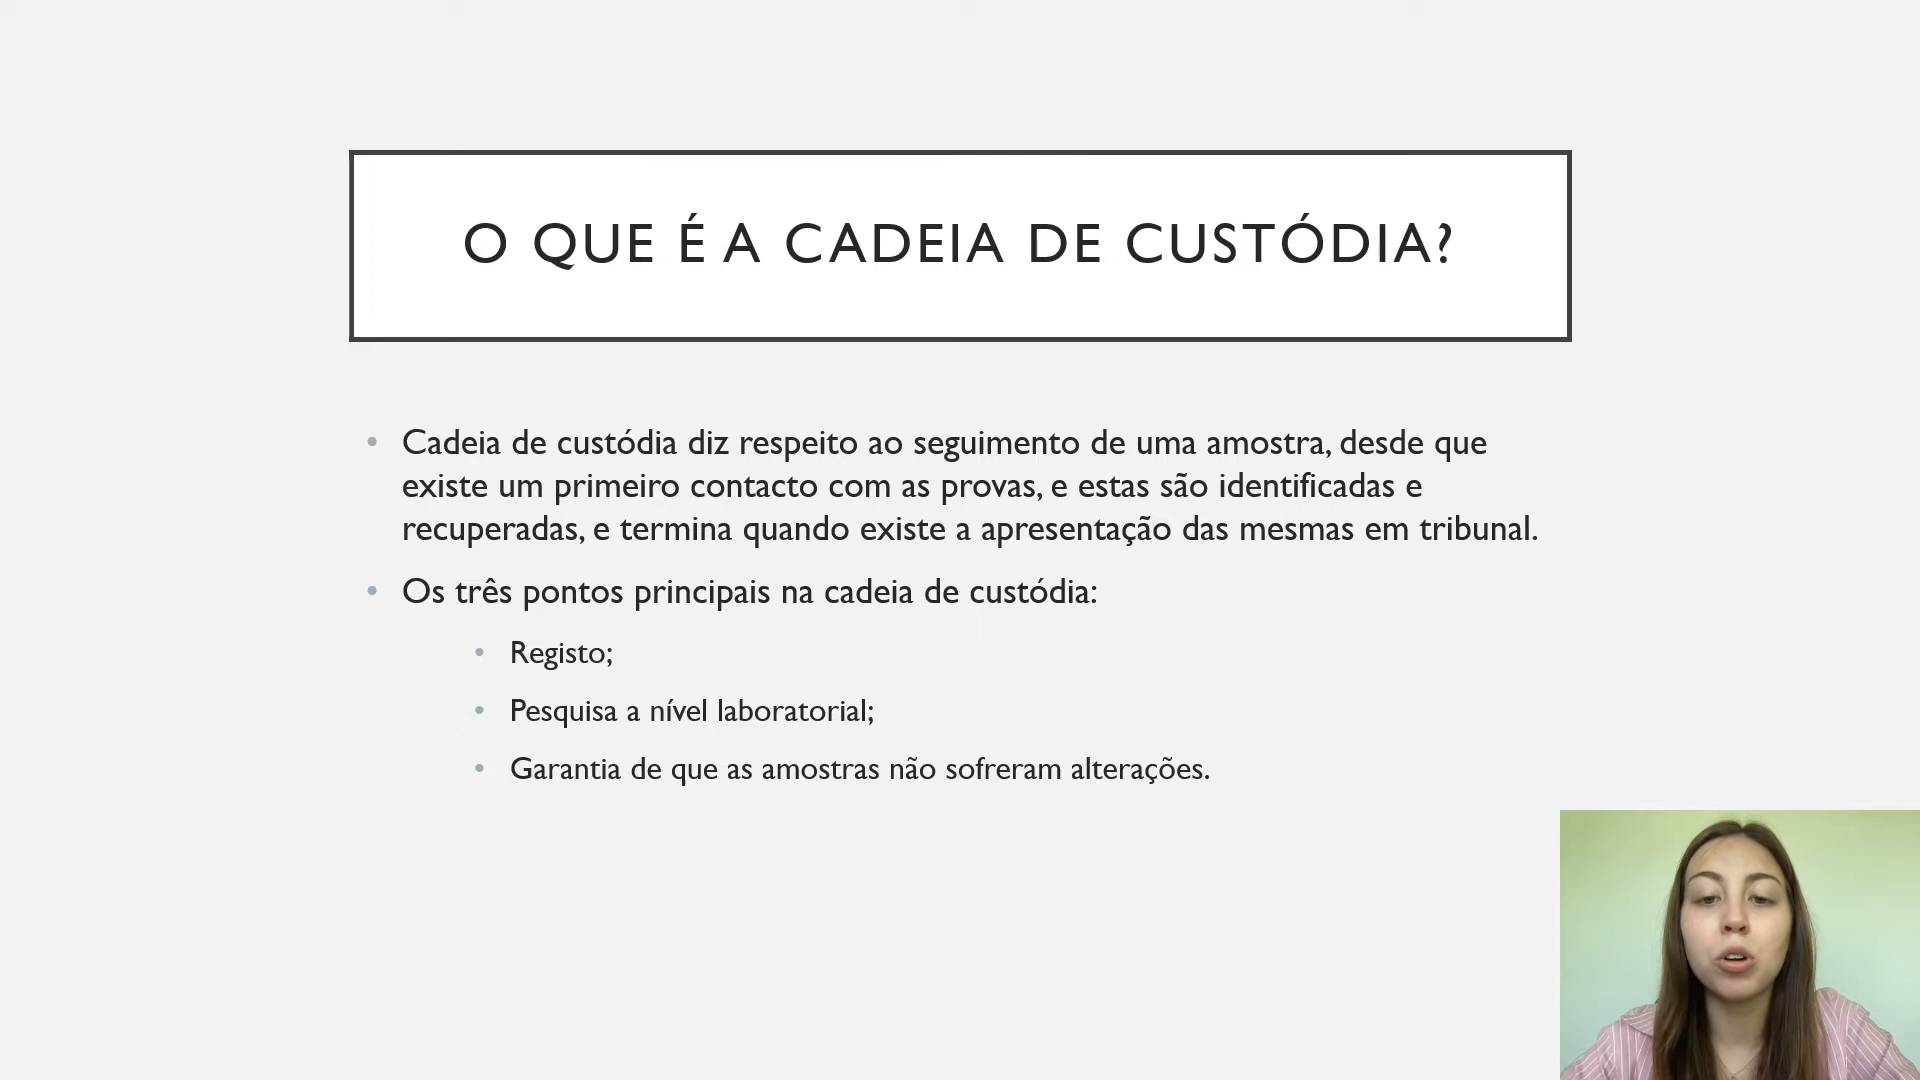 O QUE É A CADEIA DE CUSTÓDIA?
• Cadeia de custódia diz respeito ao seguimento de uma amostra, desde que
existe um primeiro contacto com as provas, e estas são identificadas e
recuperadas, e termina quando existe a apresentação das mesmas em tribunal.
• Os três pontos principais na cadeia de custódia:
• Registo;
• Pesquisa a nível laboratorial;
• Garantia de que as amostras não sofreram alterações.